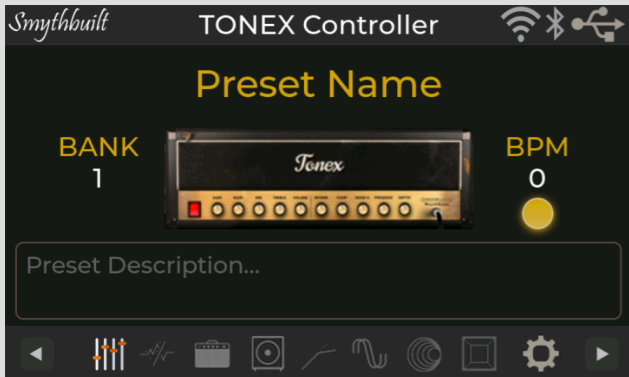 Smythbuilt
TONEX Controller
Preset Name
BANK
1
Tonex
BPM
0
Preset Description...